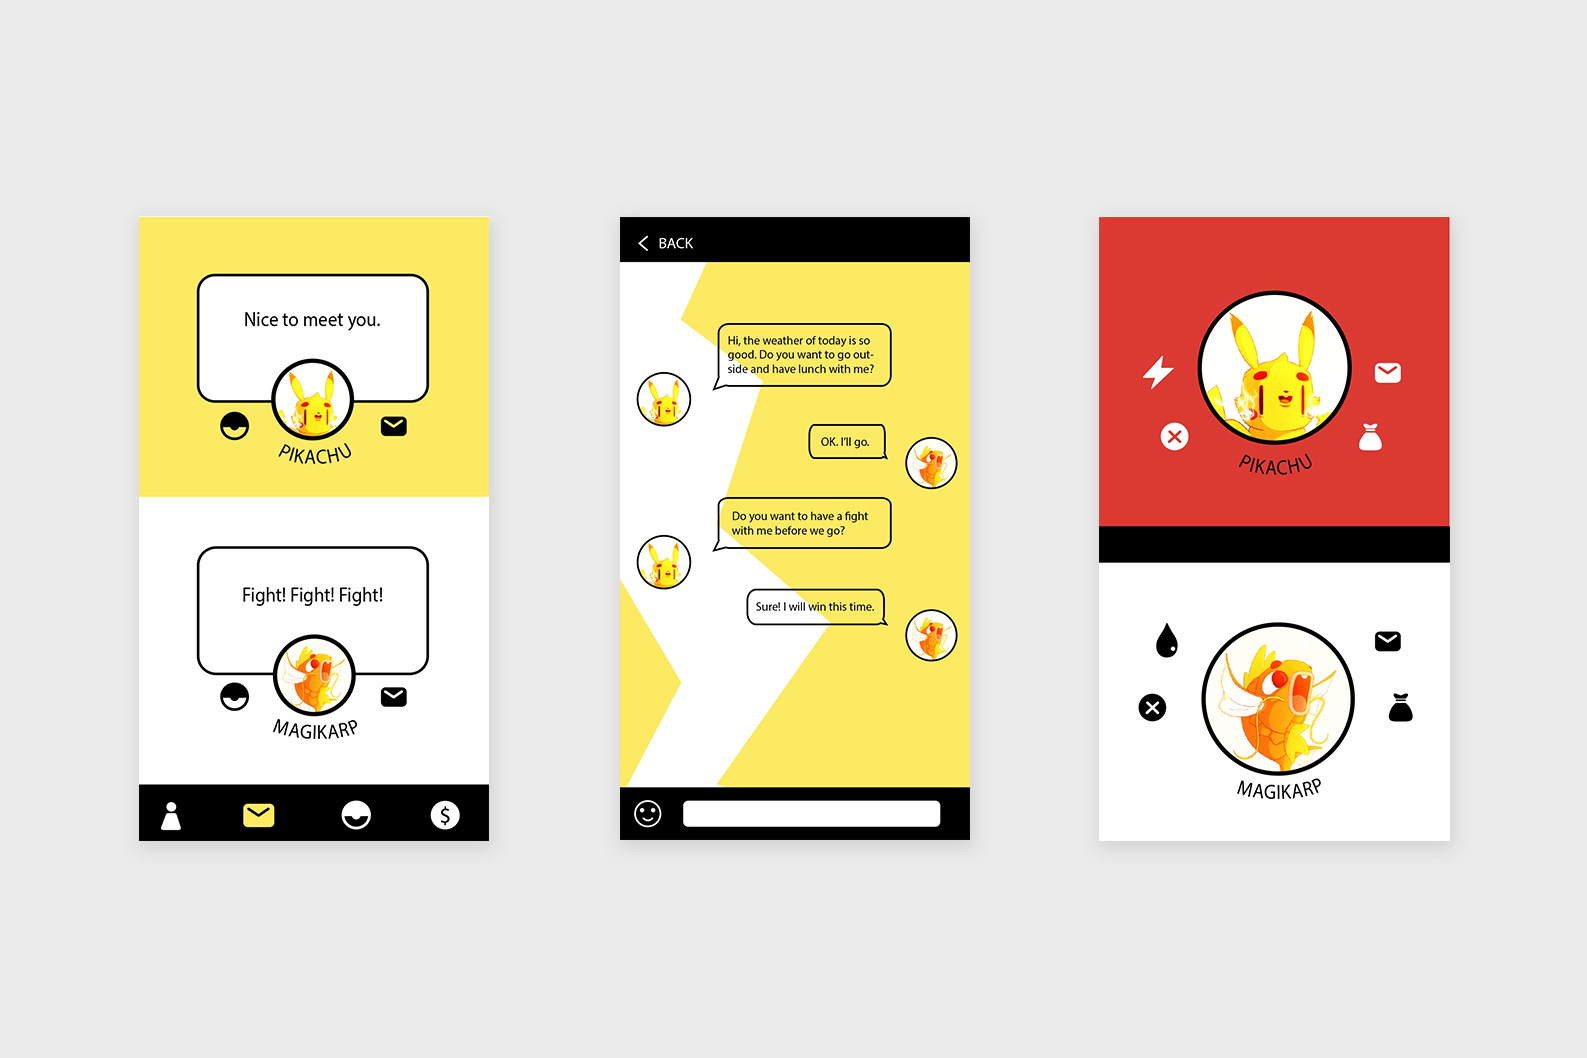 Nice to meet you.
PIKACHU
Fight! Fight! Fight!
MAGIKARP
$
BACK
Hi, the weather of today is so
good. Do you want to go out-
side and have lunch with me?
OK. I'll go.
Do you want to have a fight
with me before we go?
Sure! I will win this time.
PIKACHU
MAGIKARP